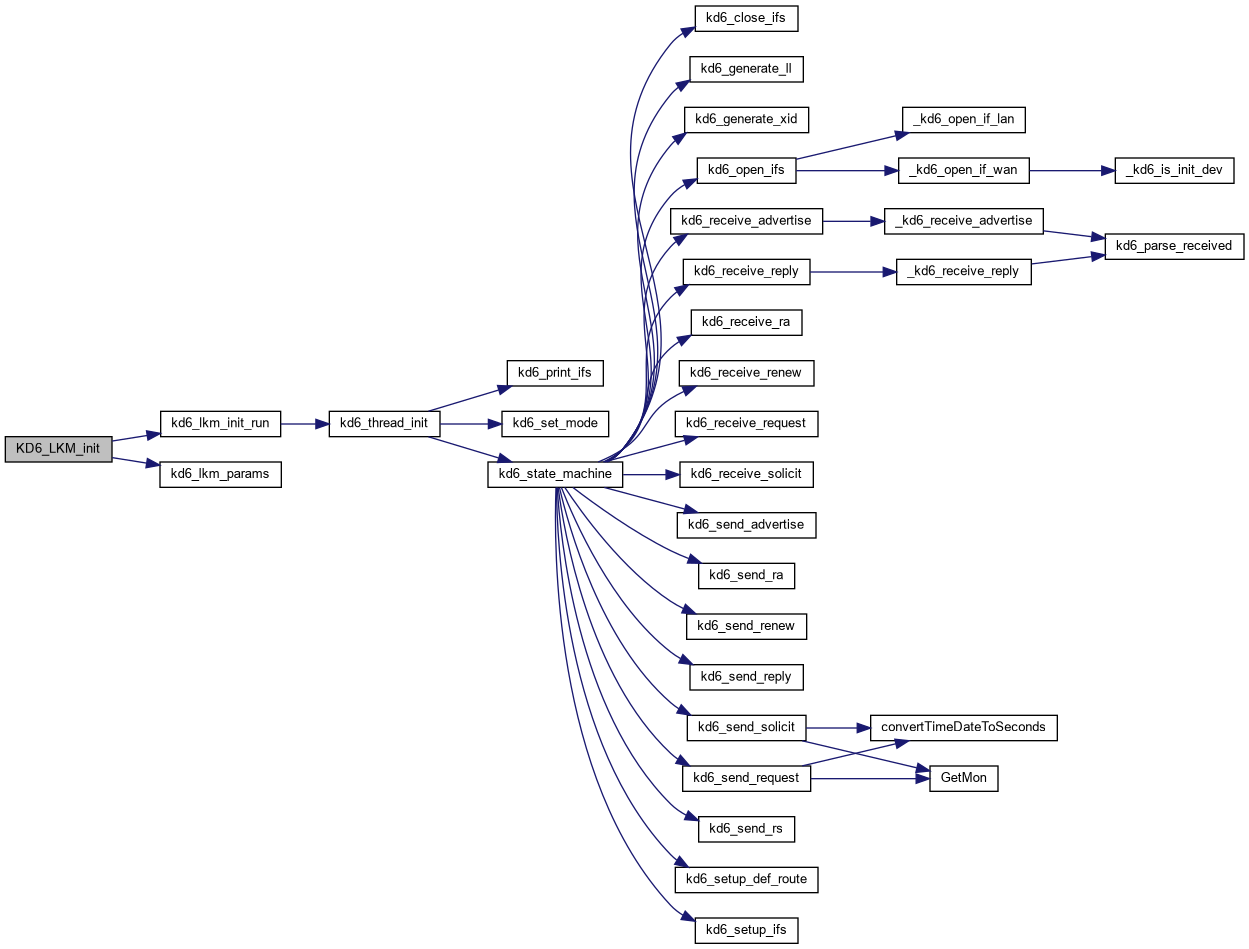 kd6_close_ifs
kd6_generate_ll
kd6_generate_xid
_kd6_open_if_lan
kd6_open_ifs
_kd6_open_if_wan
_kd6_is_init_dev
kd6_receive_advertise
_kd6_receive_advertise
kd6_parse_received
kd6_receive_reply
_kd6_receive_reply
kd6_receive_ra
kd6_print_ifs
kd6_receive_renew
kd6_lkm_init_run
kd6_thread_init
kd6_set_mode
kd6_receive_request
KD6_LKM_init
kd6_lkm_params
kd6_state_machine
kd6_receive_solicit
kd6_send_advertise
kd6_send_ra
kd6_send_renew
kd6_send_reply
kd6_send_solicit
convertTimeDateToSeconds
kd6_send_request
GetMon
kd6_send_rs
kd6_setup_def_route
kd6_setup_ifs